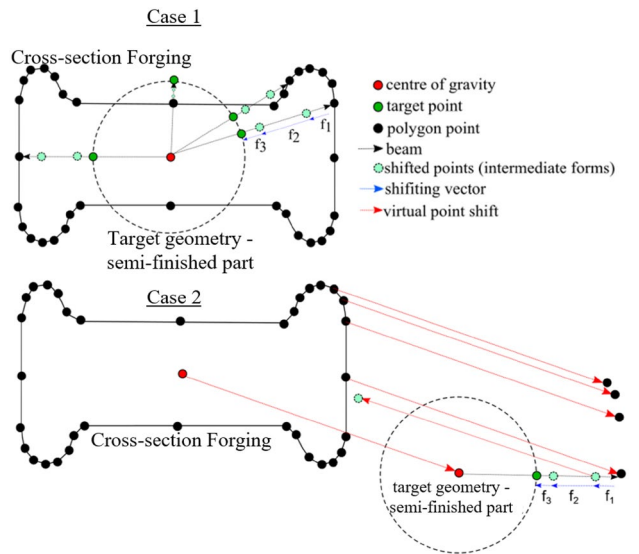 Case 1
Cross-section Forging
centre of gravity
target point
polygon point
beam
shifted points (intermediate forms)
shifiting vector
virtual point shift
f₃
f₂
f₁
Target geometry -
semi-finished part
Case 2
Cross-section Forging
target geometry -
semi-finished part
f₃
f₂
f₁